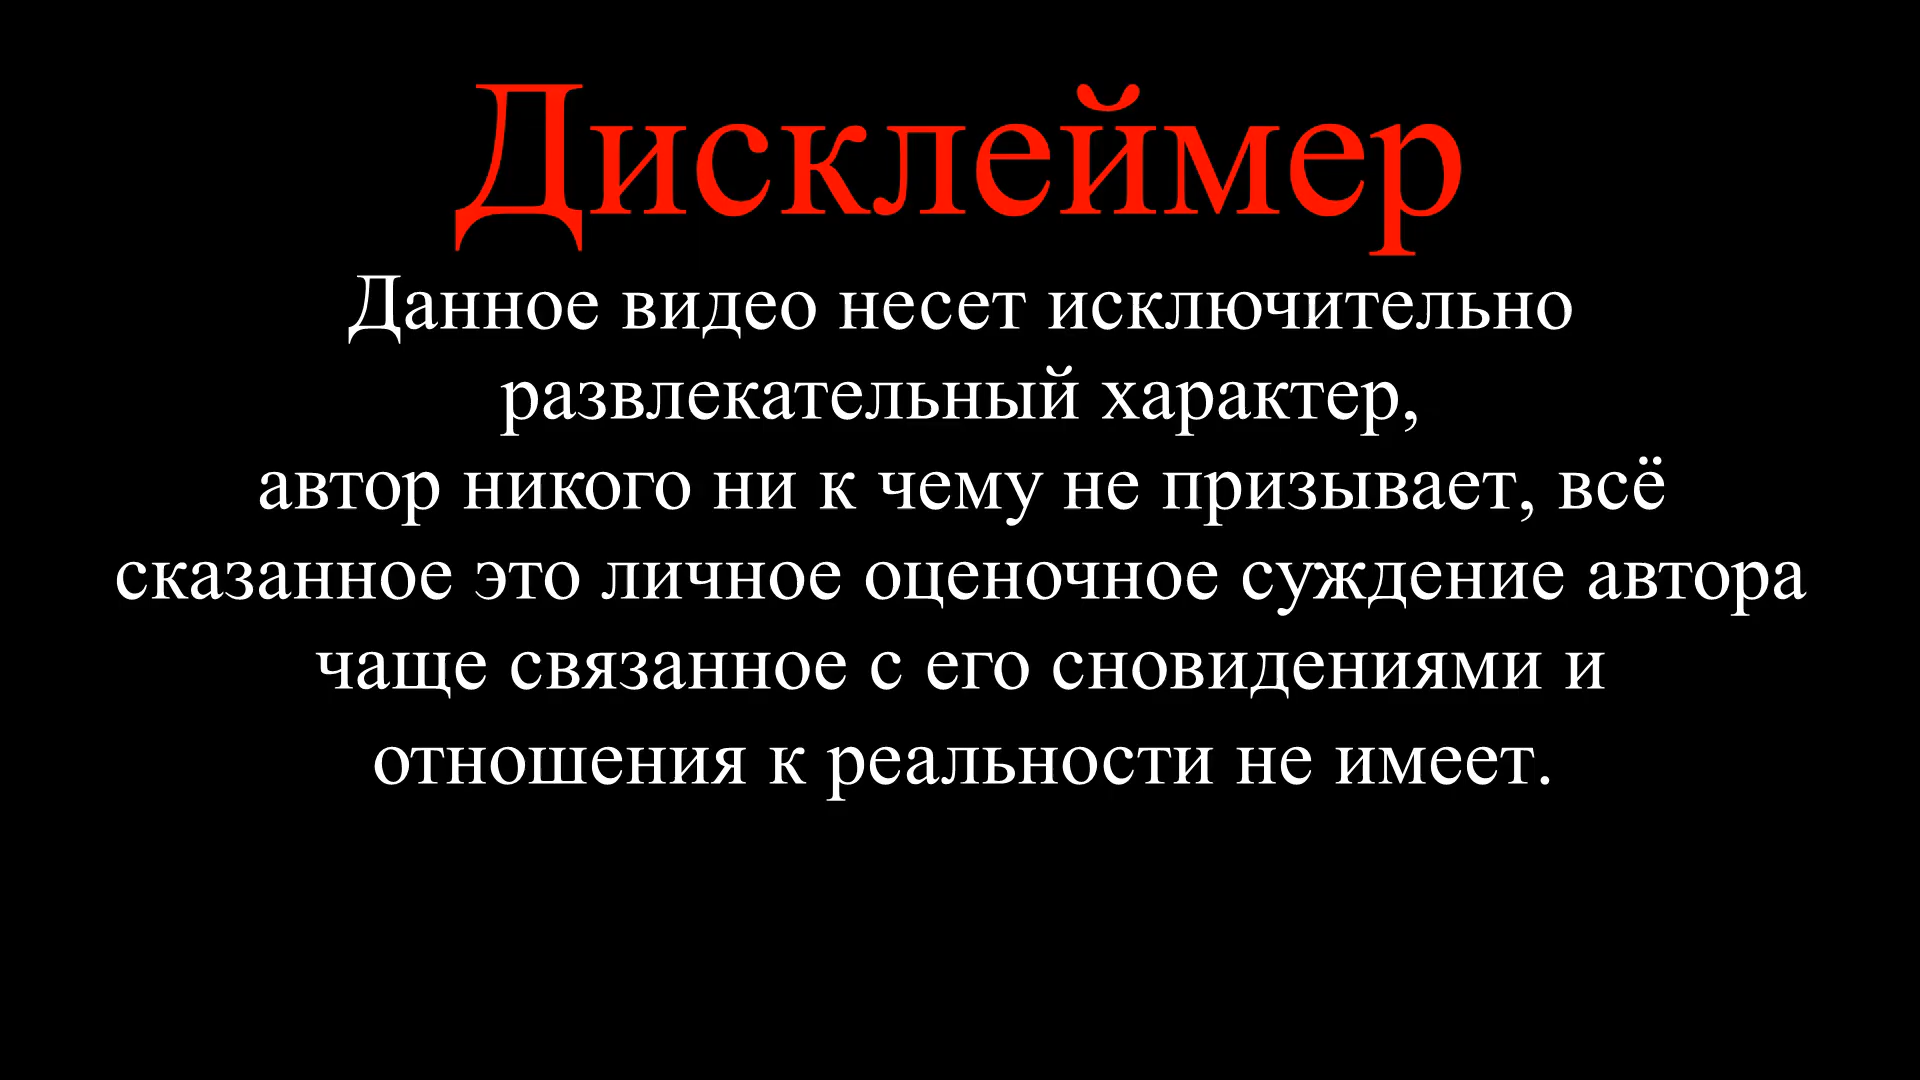 Дисклеймер
Данное видео несет исключительно
развлекательный характер,
автор никого ни к чему не призывает, всё
сказанное это личное оценочное суждение автора
чаще связанное с его сновидениями и
отношения к реальности не имеет.